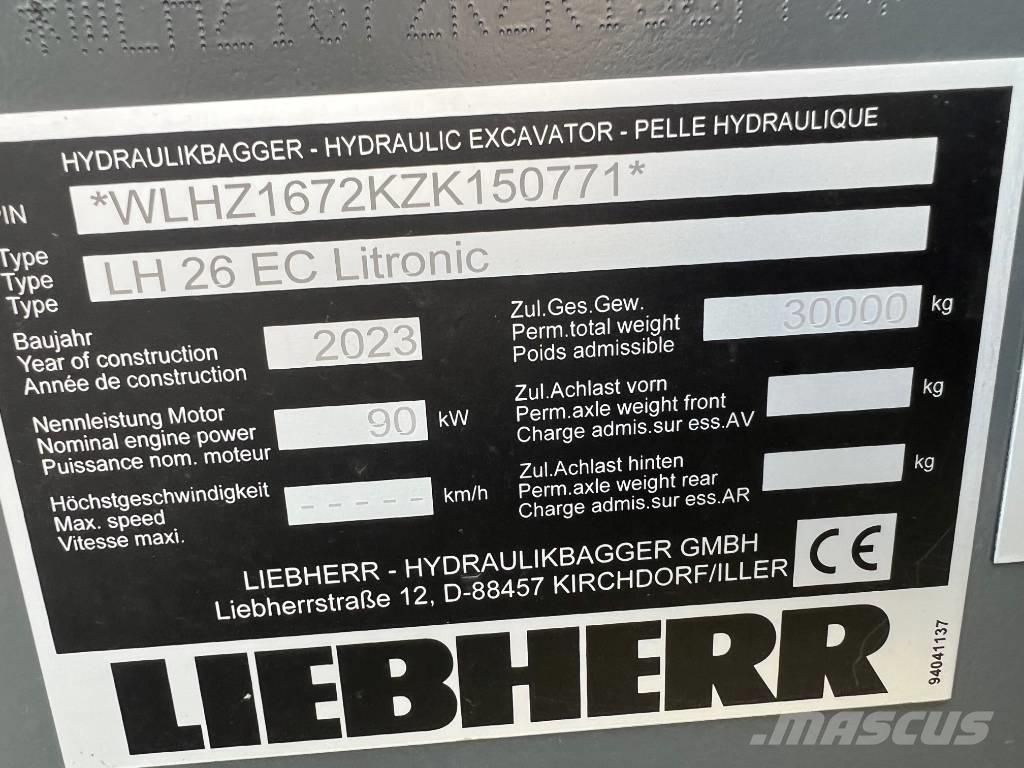 HYDRAULIKBAGGER - HYDRAULIC EXCAVATOR - PELLE HYDRAULIQUE
PIN *WLHZ1672KZK150771*
Type
Type LH 26 EC Litronic
Type
Baujahr
Year of construction 2023
Année de construction
Nennleistung Motor
Nominal engine power 90 kW
Puissance nom. moteur
Höchstgeschwindigkeit
Max. speed - - - - - km/h
Vitesse maxi.
Zul.Ges.Gew.
Perm.total weight 30000 kg
Poids admissible
Zul.Achlast vorn
Perm.axle weight front kg
Charge admis.sur ess.AV
Zul.Achlast hinten
Perm.axle weight rear kg
Charge admis.sur ess.AR
LIEBHERR - HYDRAULIKBAGGER GMBH
Liebherrstraße 12, D-88457 KIRCHDORF/ILLER
CE
LIEBHERR
94041137
MASCUS